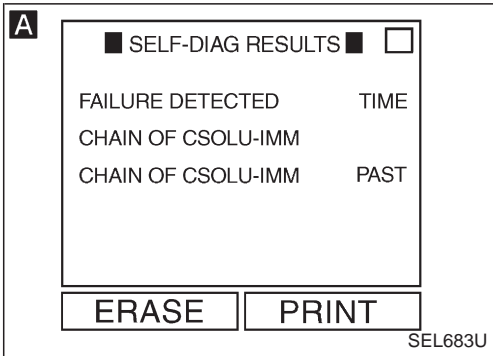 A
SELF-DIAG RESULTS
FAILURE DETECTED TIME
CHAIN OF CSOLU-IMM
CHAIN OF CSOLU-IMM PAST
ERASE PRINT
SEL683U